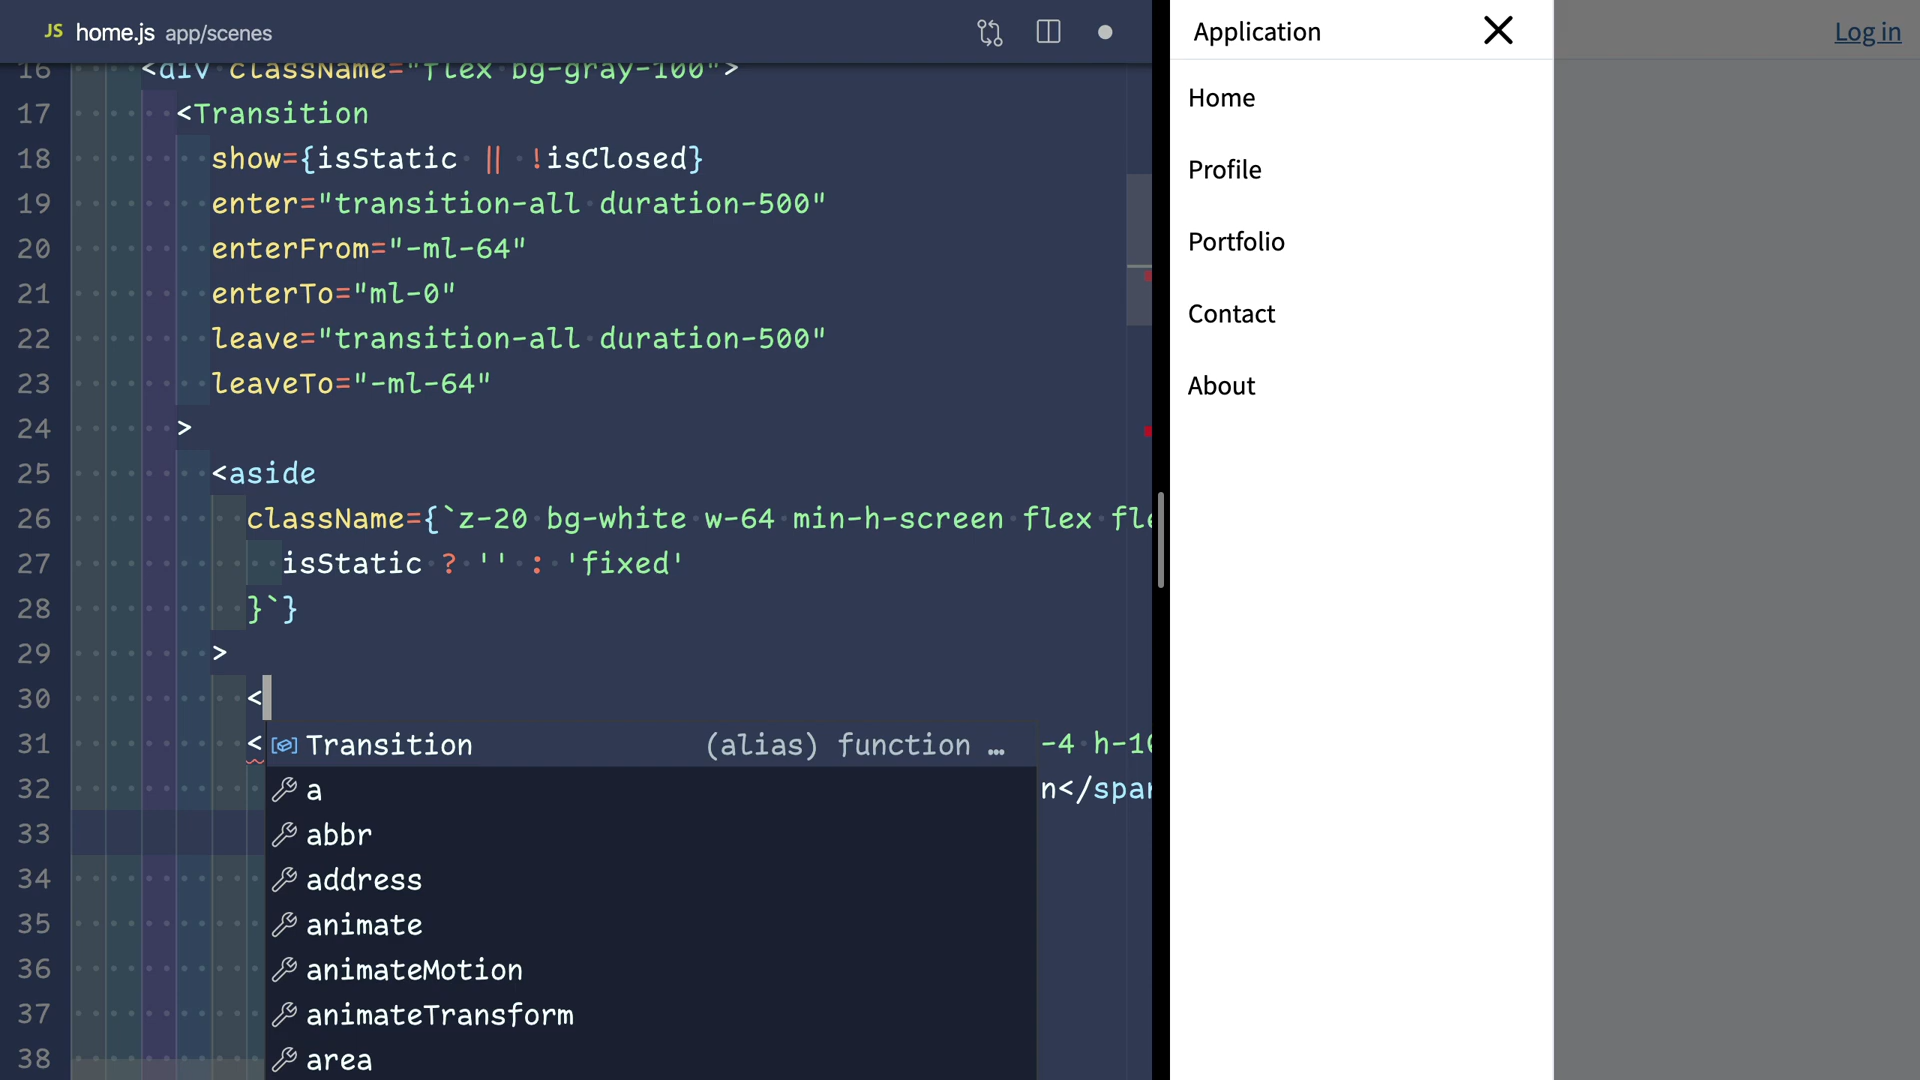 JS home.js app/scenes
16 <div className="flex bg-gray-100">
17 <Transition
18 show={isStatic || !isClosed}
19 enter="transition-all duration-500"
20 enterFrom="-ml-64"
21 enterTo="ml-0"
22 leave="transition-all duration-500"
23 leaveTo="-ml-64"
24 >
25 <aside
26 className={`z-20 bg-white w-64 min-h-screen flex fle
27 isStatic ? '' : 'fixed'
28 }`}
29 >
30 <
31 < -4 h-10
32 n</span
33
34
35
36
37
38
Transition (alias) function …
a
abbr
address
animate
animateMotion
animateTransform
area
Application
Log in
Home
Profile
Portfolio
Contact
About